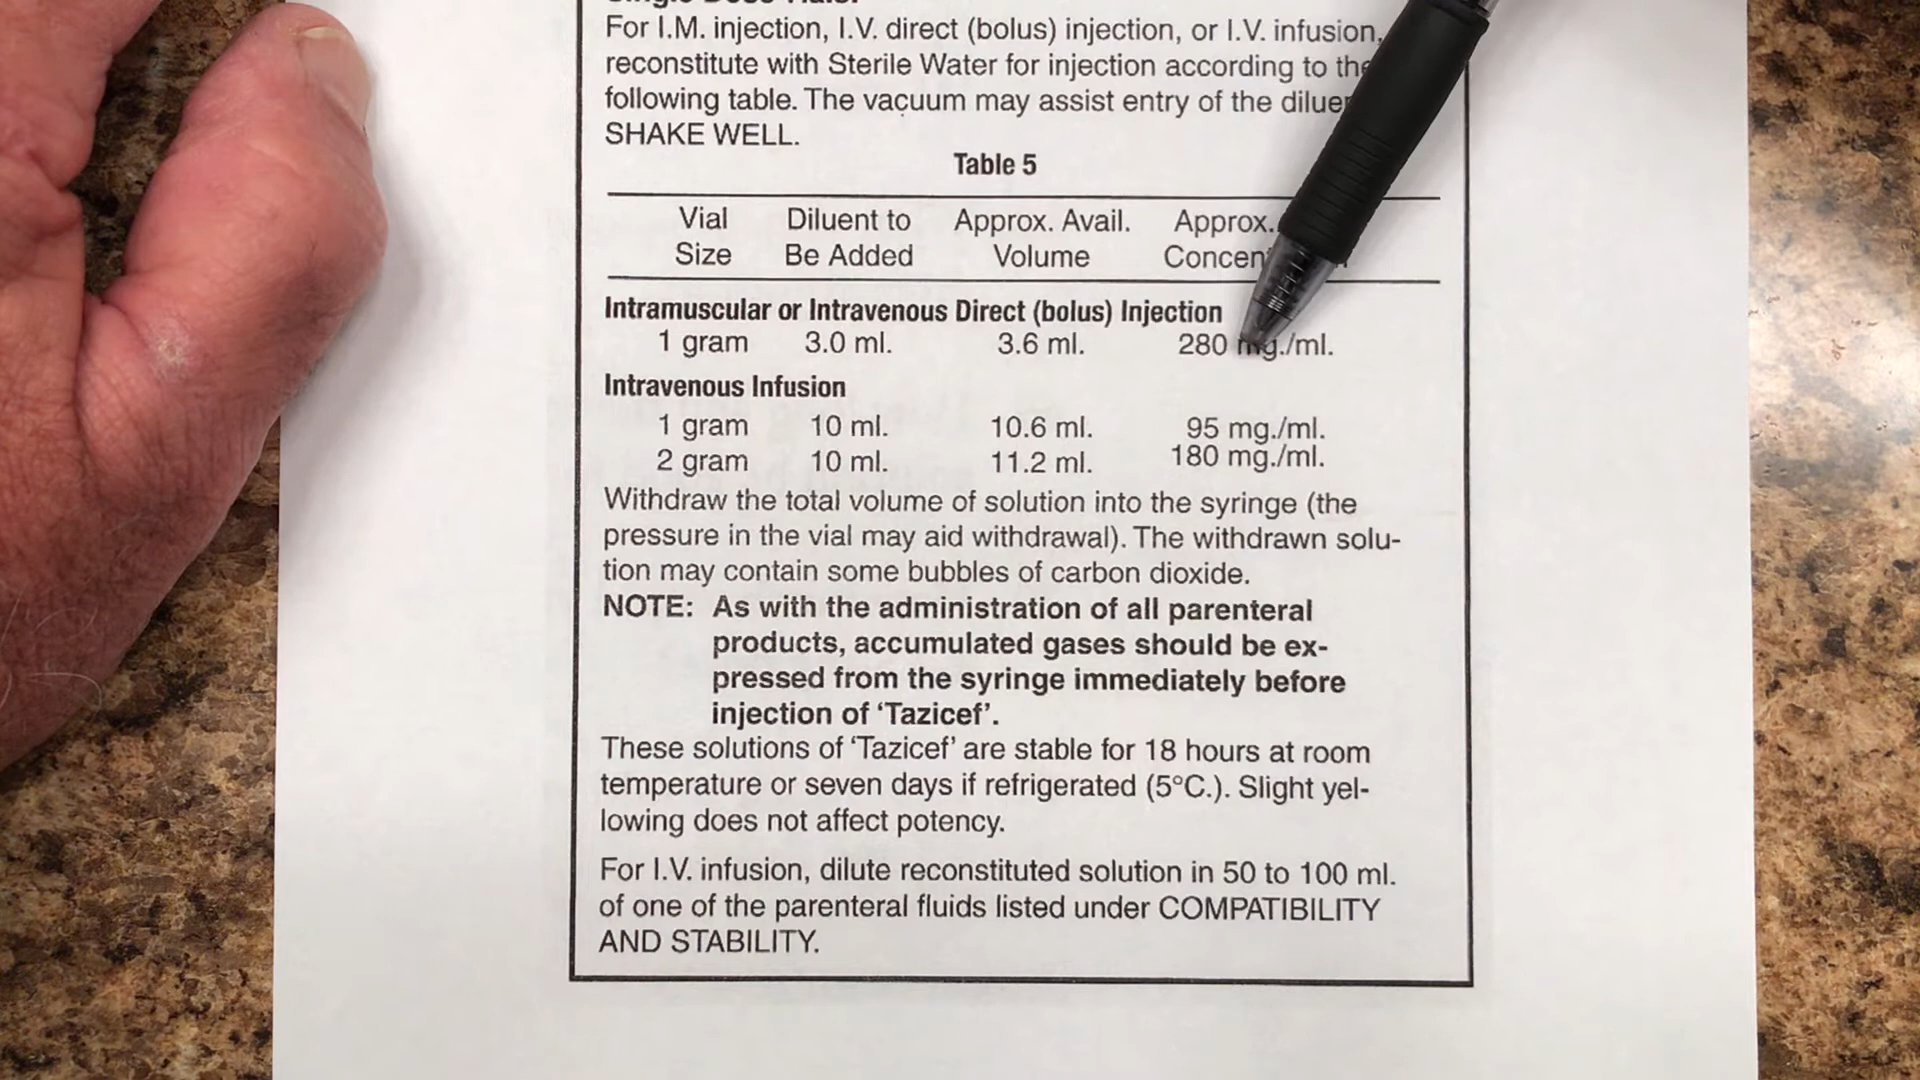 For I.M. injection, I.V. direct (bolus) injection, or I.V. infusion,
reconstitute with Sterile Water for injection according to the
following table. The vacuum may assist entry of the
SHAKE WELL.
Table 5
Vial Diluent to Approx. Avail. Approx.
Size Be Added Volume
Intramuscular or Intravenous Direct (bolus) Injection
1 gram 3.0 ml. 3.6 ml. 280 mg./ml.
Intravenous Infusion
1 gram 10 ml. 10.6 ml. 95 mg./ml.
2 gram 10 ml. 11.2 ml. 180 mg./ml.
Withdraw the total volume of solution into the syringe (the
pressure in the vial may aid withdrawal). The withdrawn solu-
tion may contain some bubbles of carbon dioxide.
NOTE: As with the administration of all parenteral
products, accumulated gases should be ex-
pressed from the syringe immediately before
injection of ‘Tazicef’.
These solutions of ‘Tazicef’ are stable for 18 hours at room
temperature or seven days if refrigerated (5°C.). Slight yel-
lowing does not affect potency.
For I.V. infusion, dilute reconstituted solution in 50 to 100 ml.
of one of the parenteral fluids listed under COMPATIBILITY
AND STABILITY.